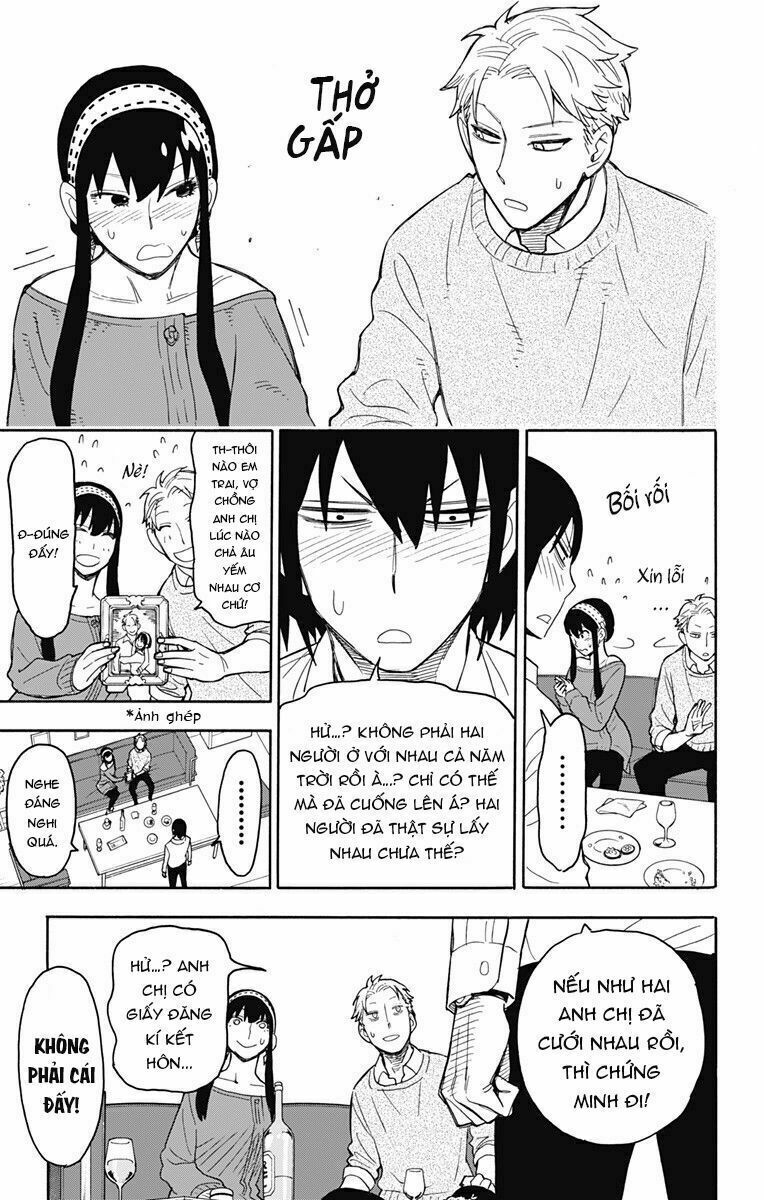 THỞ
GẤP
BỐI RỐI
XIN LỖI
...
HỬ...? KHÔNG PHẢI HAI
NGƯỜI Ở VỚI NHAU CẢ NĂM
TRỜI RỒI À...? CHỈ CÓ THẾ
MÀ ĐÃ CUỐNG LÊN Á? HAI
NGƯỜI ĐÃ THẬT SỰ LẤY
NHAU CHƯA THẾ?
TH-THÔI
NÀO EM
TRAI, VỢ
CHỒNG
ANH CHỊ
LÚC NÀO
CHẢ ÂU
YẾM
NHAU CƠ
CHỨ!
NÈ!
Đ-ĐÚNG
ĐẤY!
*Ảnh ghép
NGHE
ĐÁNG
NGHI
QUÁ.
NẾU NHƯ HAI
ANH CHỊ ĐÃ
CƯỚI NHAU RỒI,
THÌ CHỨNG
MINH ĐI!
HỬ...? ANH
CHỊ CÓ
GIẤY ĐĂNG
KÍ KẾT
HÔN...
KHÔNG
PHẢI CÁI
ĐẤY!